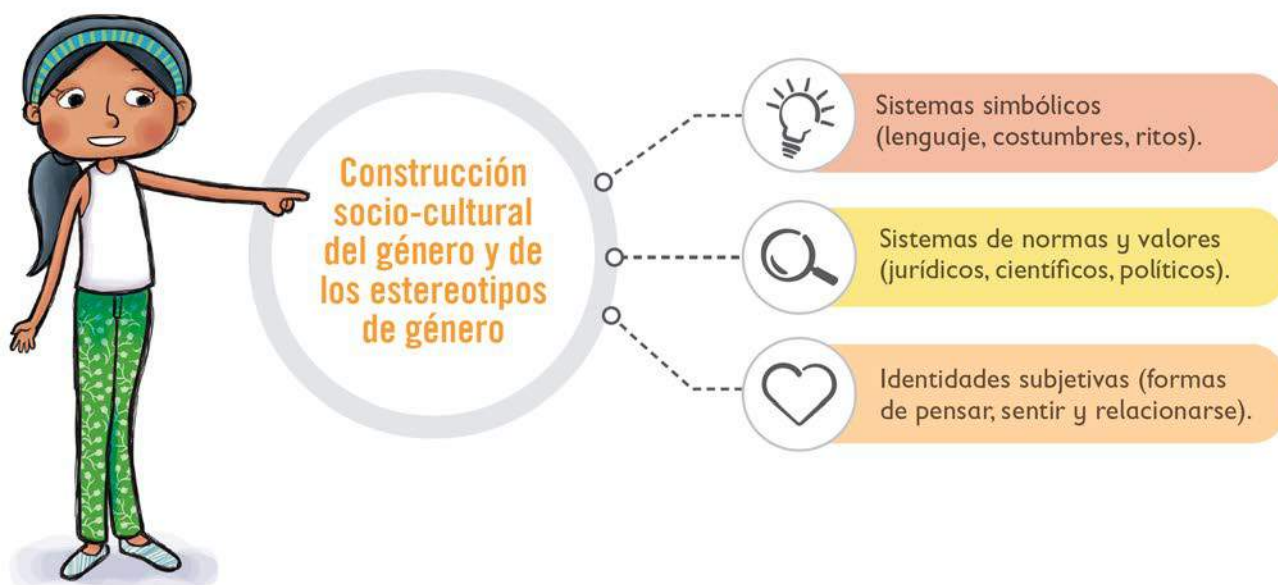 Construcción
socio-cultural
del género y de
los estereotipos
de género
Sistemas simbólicos
(lenguaje, costumbres, ritos).
Sistemas de normas y valores
(jurídicos, científicos, políticos).
Identidades subjetivas (formas
de pensar, sentir y relacionarse).